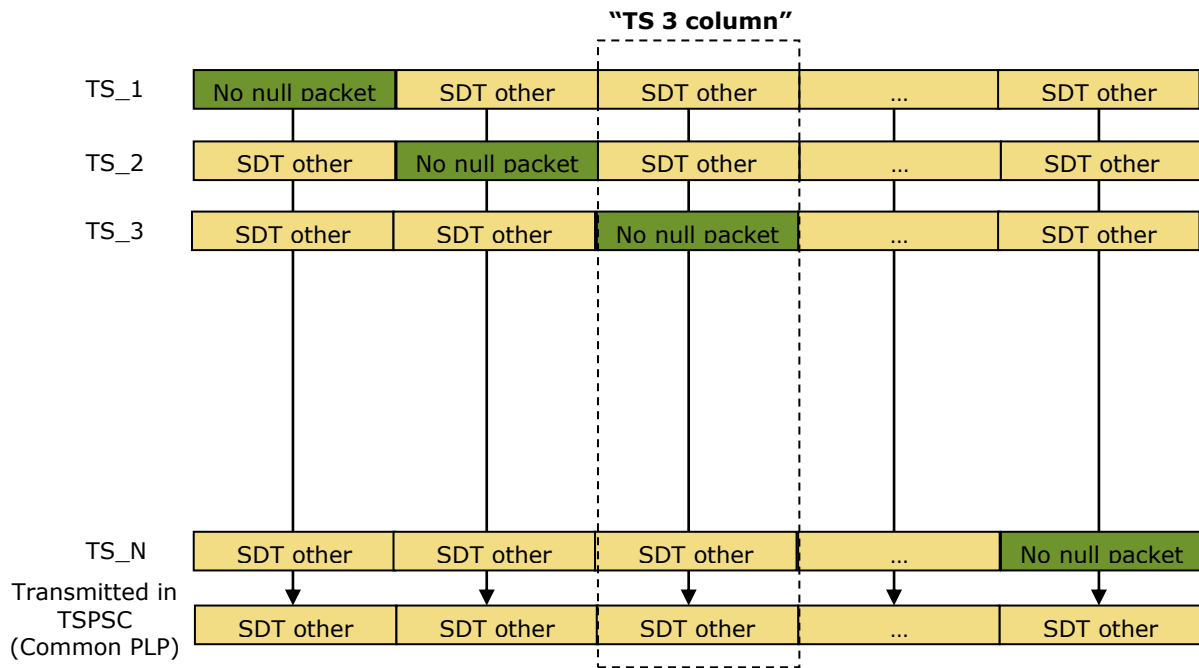 “TS 3 column”
TS_1 No null packet SDT other SDT other ... SDT other
TS_2 SDT other No null packet SDT other ... SDT other
TS_3 SDT other SDT other No null packet ... SDT other
TS_N SDT other SDT other SDT other ... No null packet
Transmitted in
TSPSC
(Common PLP)
SDT other SDT other SDT other ... SDT other